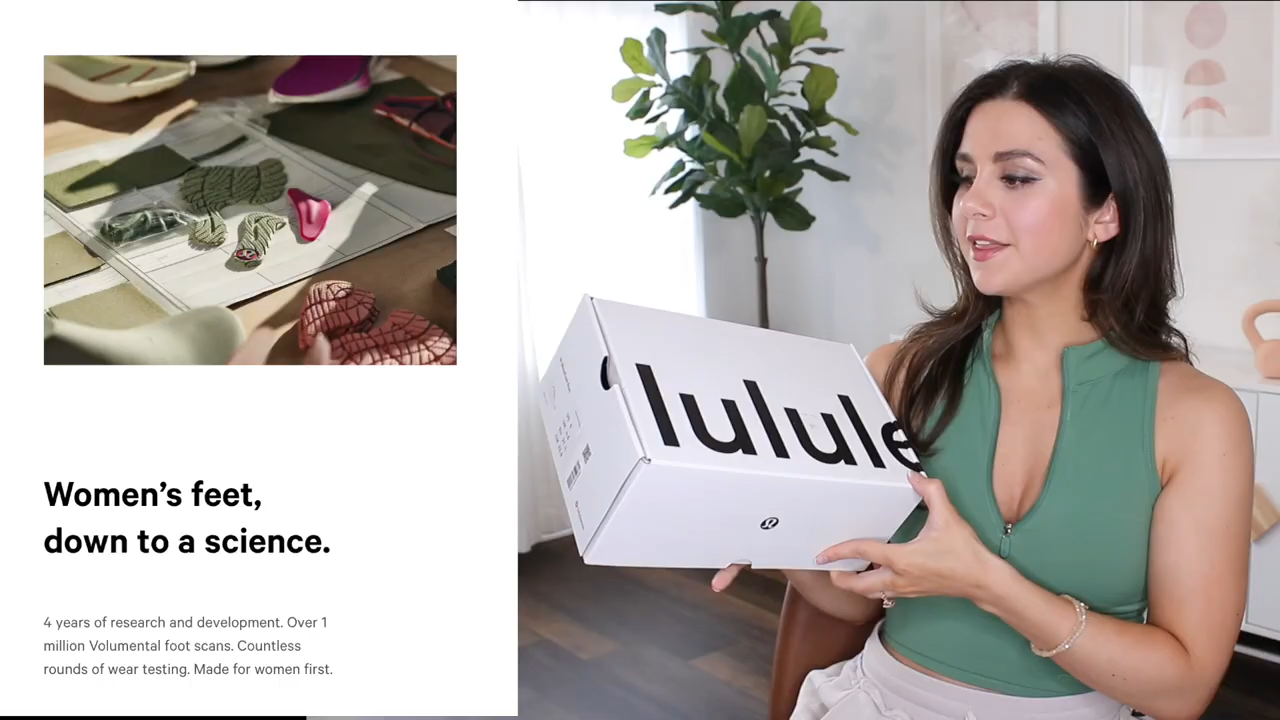 Women’s feet,
down to a science.
4 years of research and development. Over 1
million Volumental foot scans. Countless
rounds of wear testing. Made for women first.
lulule